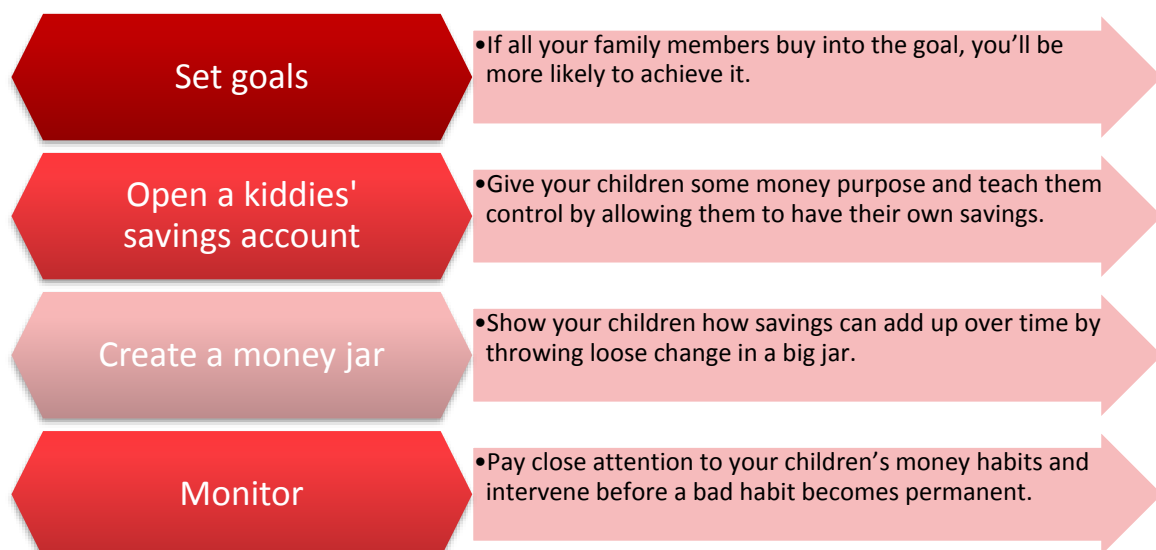 Set goals
•If all your family members buy into the goal, you’ll be
more likely to achieve it.
Open a kiddies'
savings account
•Give your children some money purpose and teach them
control by allowing them to have their own savings.
Create a money jar
•Show your children how savings can add up over time by
throwing loose change in a big jar.
Monitor
•Pay close attention to your children’s money habits and
intervene before a bad habit becomes permanent.